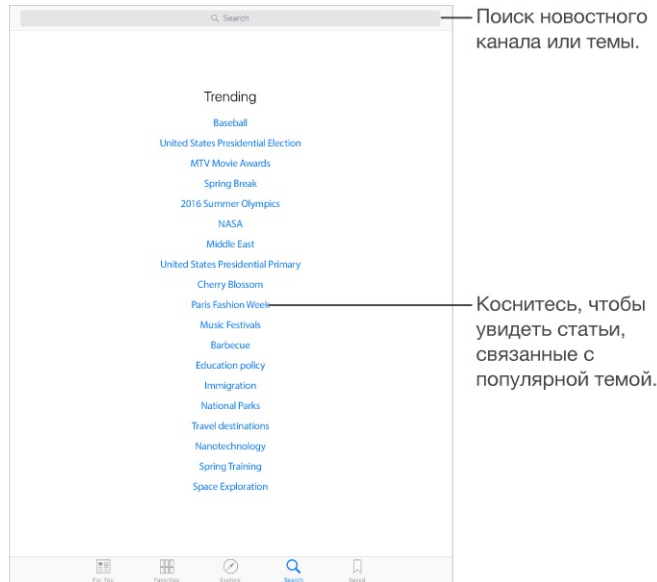 Search
Поиск новостного
канала или темы.
Trending
Baseball
United States Presidential Election
MTV Movie Awards
Spring Break
2016 Summer Olympics
NASA
Middle East
United States Presidential Primary
Cherry Blossom
Paris Fashion Week
Коснитесь, чтобы
увидеть статьи,
связанные с
популярной темой.
Music Festivals
Barbecue
Education policy
Immigration
National Parks
Travel destinations
Nanotechnology
Spring Training
Space Exploration
For You
Favorites
Explore
Search
Saved